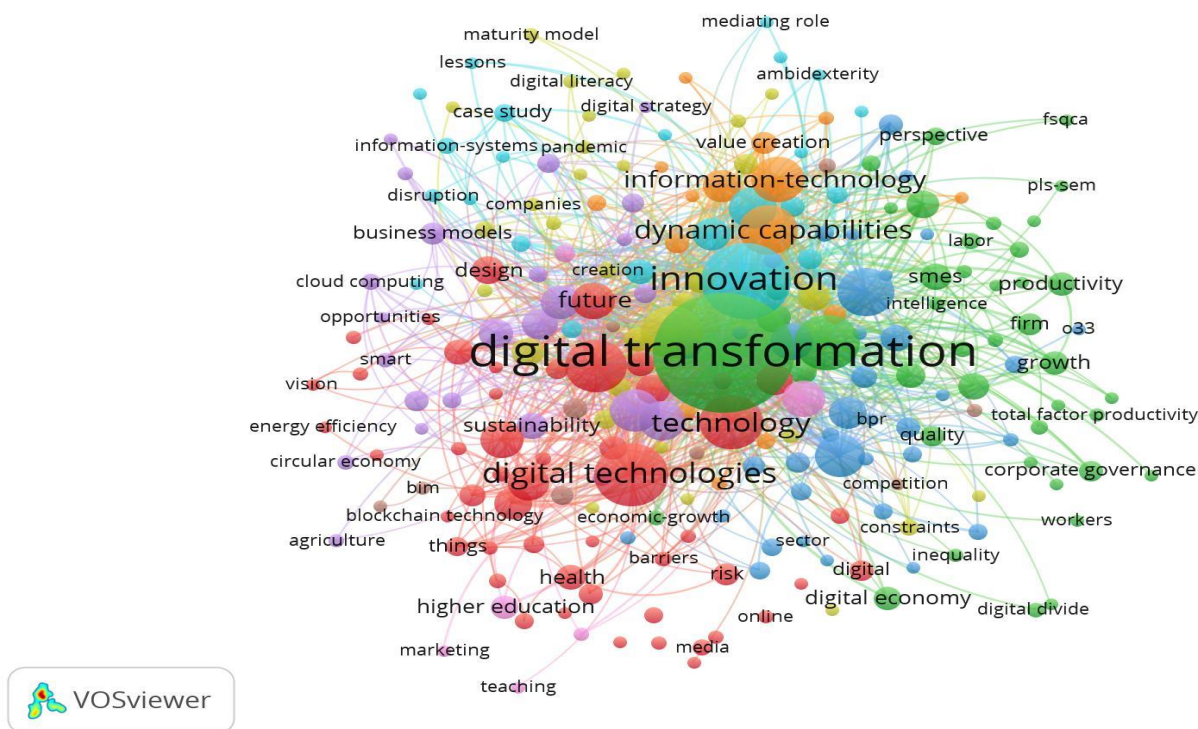 mediating role
maturity model
lessons
ambidexterity
digital literacy
case study
digital strategy
fsqca
perspective
value creation
information-systems
pandemic
information-technology
pls-sem
disruption
companies
business models
dynamic capabilities
labor
design
creation
innovation
smes
cloud computing
productivity
future
intelligence
opportunities
firm
o33
smart
digital transformation
growth
vision
total factor productivity
energy efficiency
sustainability
technology
bpr
quality
circular economy
digital technologies
corporate governance
bim
competition
blockchain technology
economic-growth
constraints
workers
agriculture
things
sector
barriers
inequality
health
risk
digital
higher education
digital economy
digital divide
online
marketing
media
teaching
VOSviewer